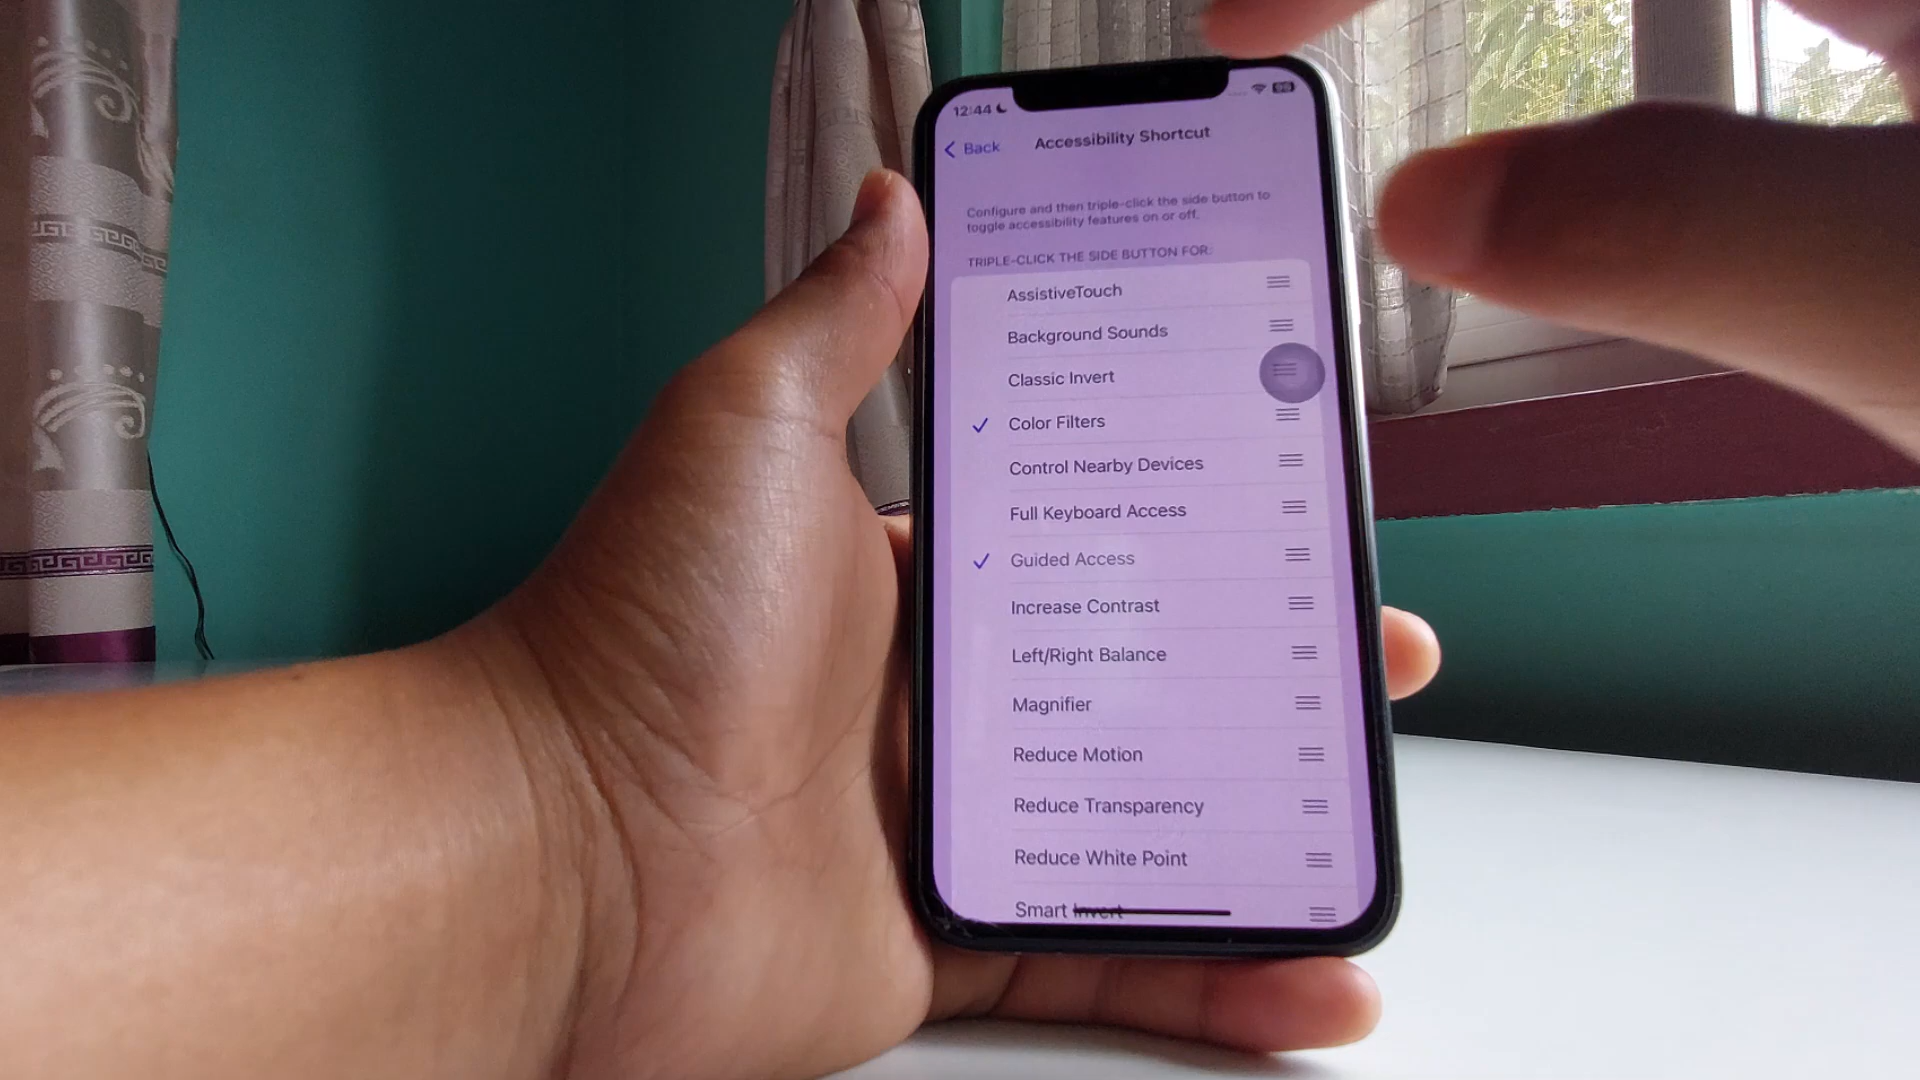 12:44
Back
Accessibility Shortcut
Configure and then triple-click the side button to
toggle accessibility features on or off.
TRIPLE-CLICK THE SIDE BUTTON FOR:
AssistiveTouch
Background Sounds
Classic Invert
Color Filters
Control Nearby Devices
Full Keyboard Access
Guided Access
Increase Contrast
Left/Right Balance
Magnifier
Reduce Motion
Reduce Transparency
Reduce White Point
Smart Invert